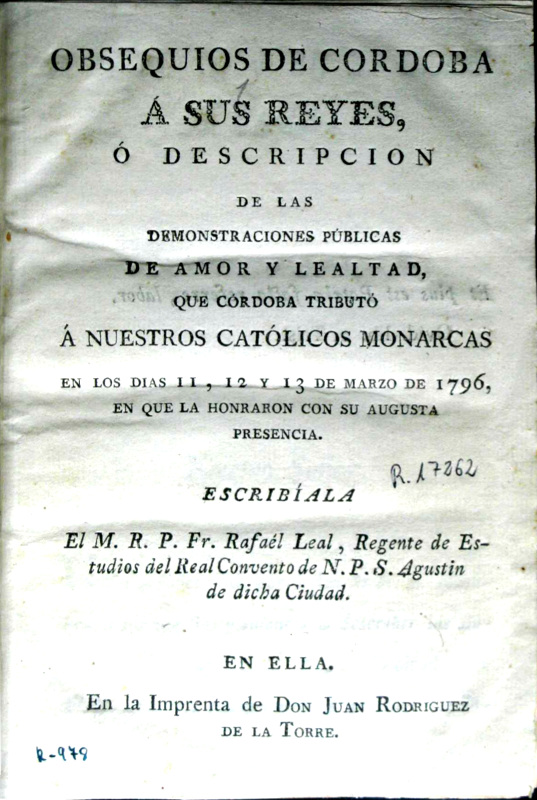 OBSEQUIOS DE CORDOBA
Á SUS REYES,
Ó DESCRIPCION
DE LAS
DEMONSTRACIONES PÚBLICAS
DE AMOR Y LEALTAD,
QUE CÓRDOBA TRIBUTÓ
Á NUESTROS CATÓLICOS MONARCAS
EN LOS DIAS 11, 12 Y 13 DE MARZO DE 1796,
EN QUE LA HONRARON CON SU AUGUSTA
PRESENCIA.
R.17862
ESCRIBÍALA
El M. R. P. Fr. Rafaél Leal, Regente de Es-
tudios del Real Convento de N. P. S. Agustin
de dicha Ciudad.
EN ELLA.
En la Imprenta de DON JUAN RODRIGUEZ
DE LA TORRE.
R-978